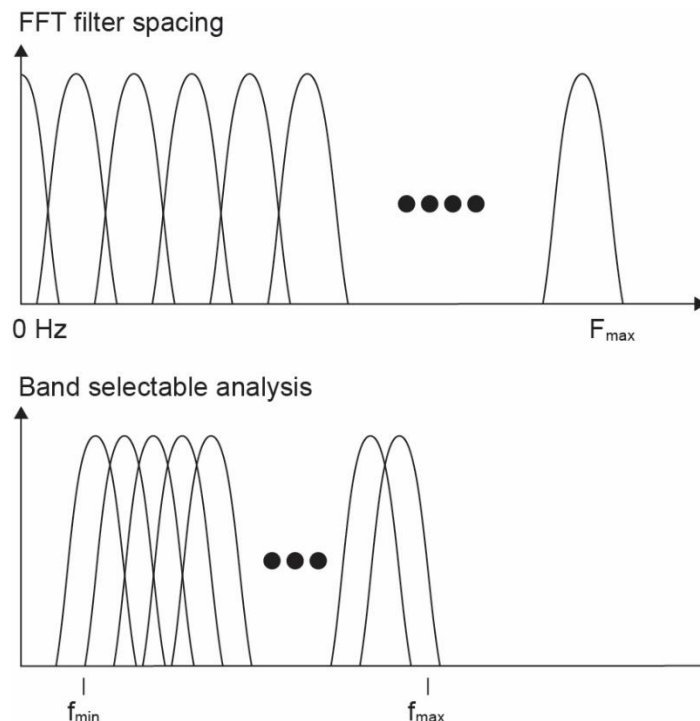 FFT filter spacing
0 Hz Fmax
Band selectable analysis
fmin fmax